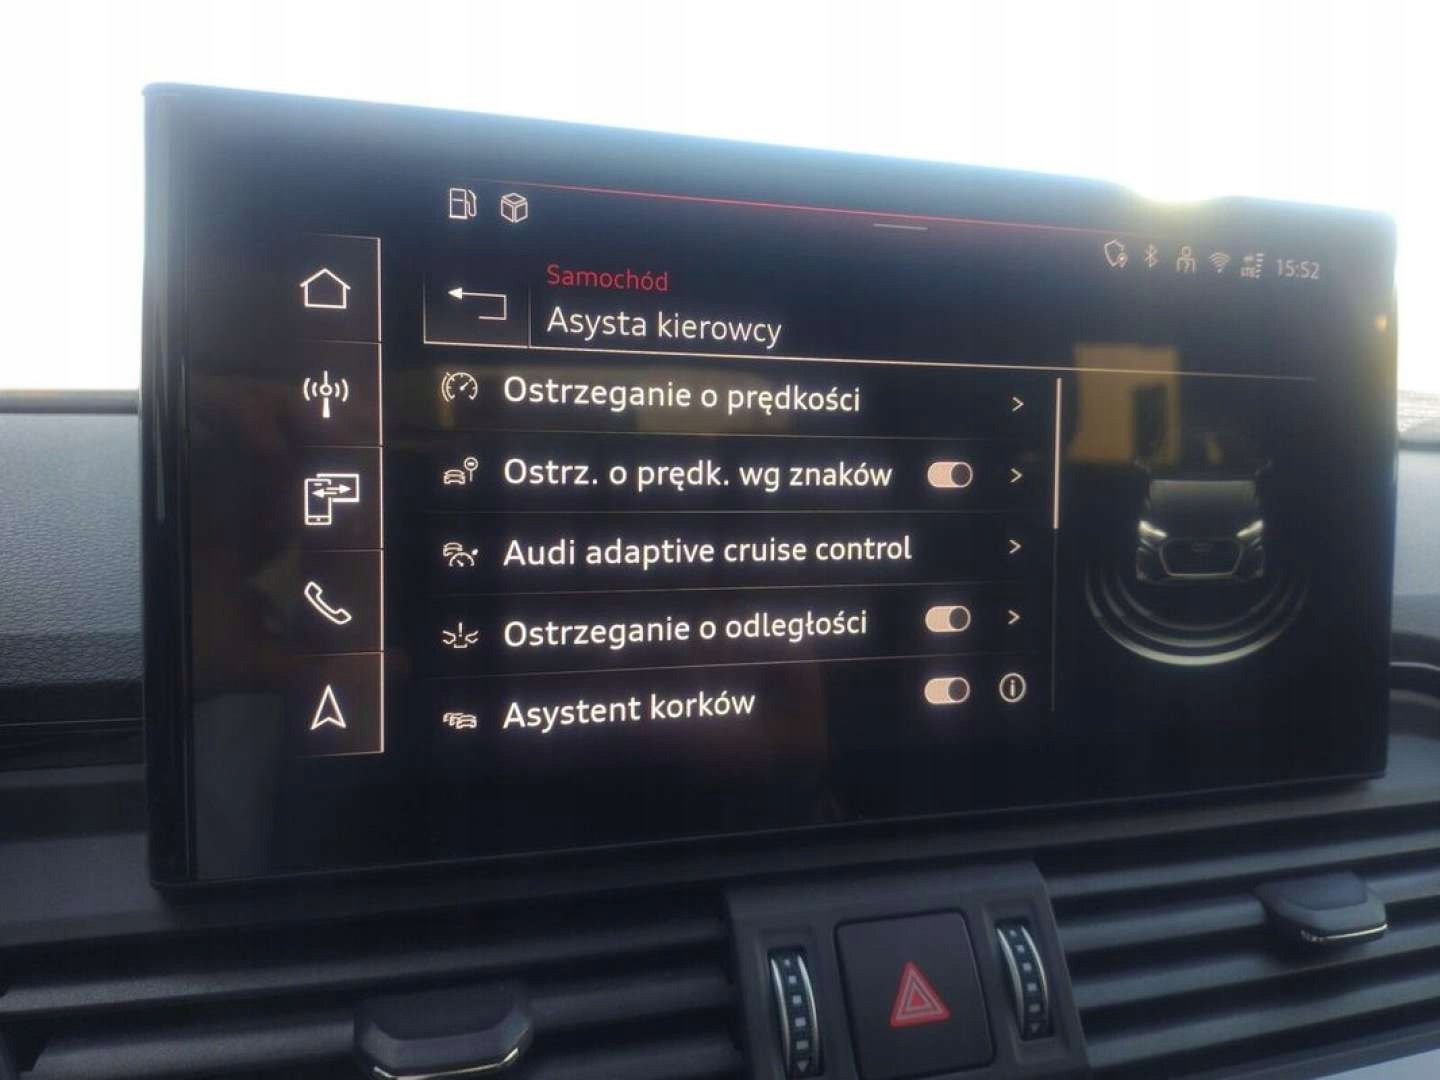 LTE 15:52
Samochód
Asysta kierowcy
Ostrzeganie o prędkości
Ostrz. o prędk. wg znaków
Audi adaptive cruise control
Ostrzeganie o odległości
Asystent korków